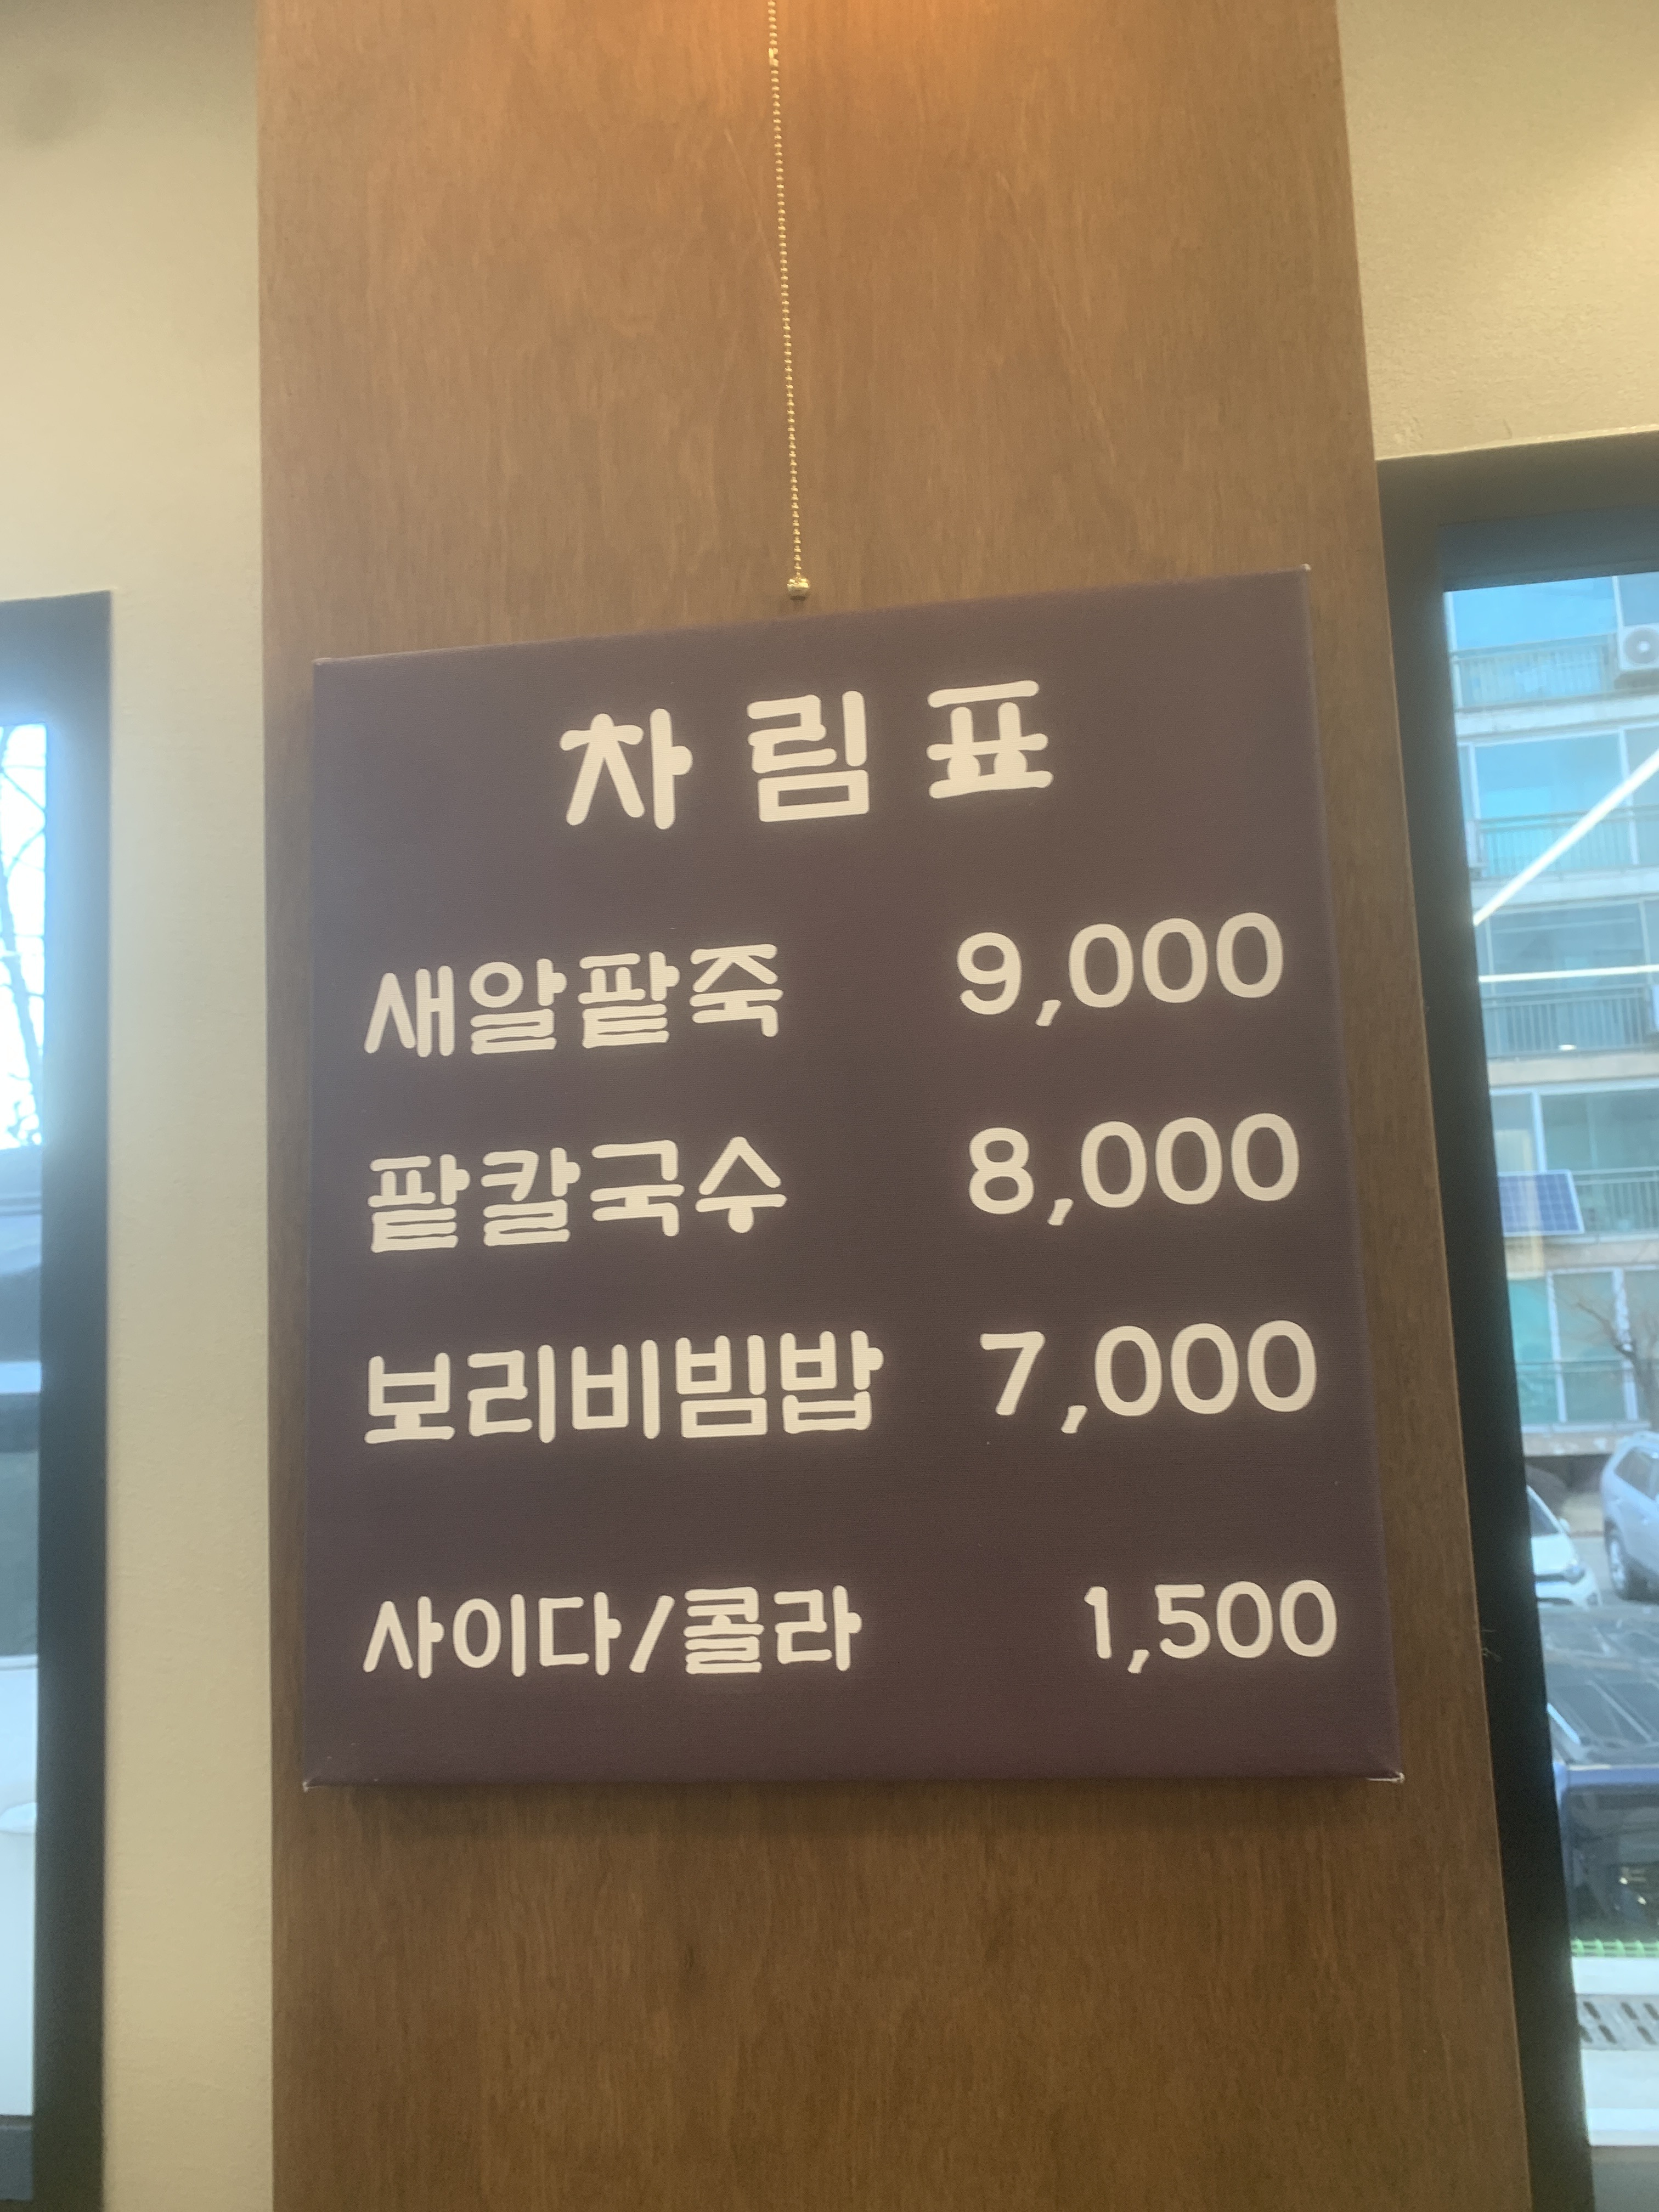 차림표
새알팥죽 9,000
팥칼국수 8,000
보리비빔밥 7,000
사이다/콜라 1,500